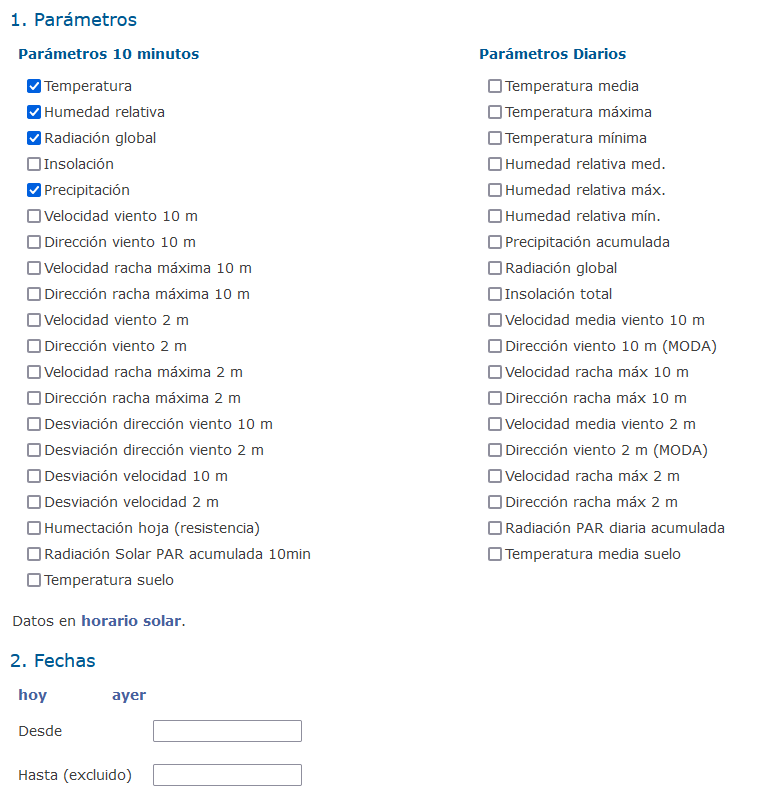 1. Parámetros
Parámetros 10 minutos
Temperatura
Humedad relativa
Radiación global
Insolación
Precipitación
Velocidad viento 10 m
Dirección viento 10 m
Velocidad racha máxima 10 m
Dirección racha máxima 10 m
Velocidad viento 2 m
Dirección viento 2 m
Velocidad racha máxima 2 m
Dirección racha máxima 2 m
Desviación dirección viento 10 m
Desviación dirección viento 2 m
Desviación velocidad 10 m
Desviación velocidad 2 m
Humectación hoja (resistencia)
Radiación Solar PAR acumulada 10min
Temperatura suelo
Parámetros Diarios
Temperatura media
Temperatura máxima
Temperatura mínima
Humedad relativa med.
Humedad relativa máx.
Humedad relativa mín.
Precipitación acumulada
Radiación global
Insolación total
Velocidad media viento 10 m
Dirección viento 10 m (MODA)
Velocidad racha máx 10 m
Dirección racha máx 10 m
Velocidad media viento 2 m
Dirección viento 2 m (MODA)
Velocidad racha máx 2 m
Dirección racha máx 2 m
Radiación PAR diaria acumulada
Temperatura media suelo
Datos en horario solar.
2. Fechas
hoy ayer
Desde
Hasta (excluido)